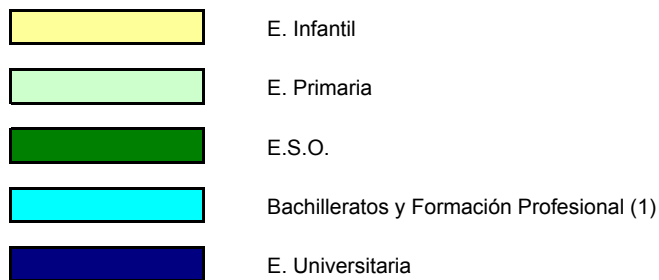 E. Infantil
E. Primaria
E.S.O.
Bachilleratos y Formación Profesional (1)
E. Universitaria